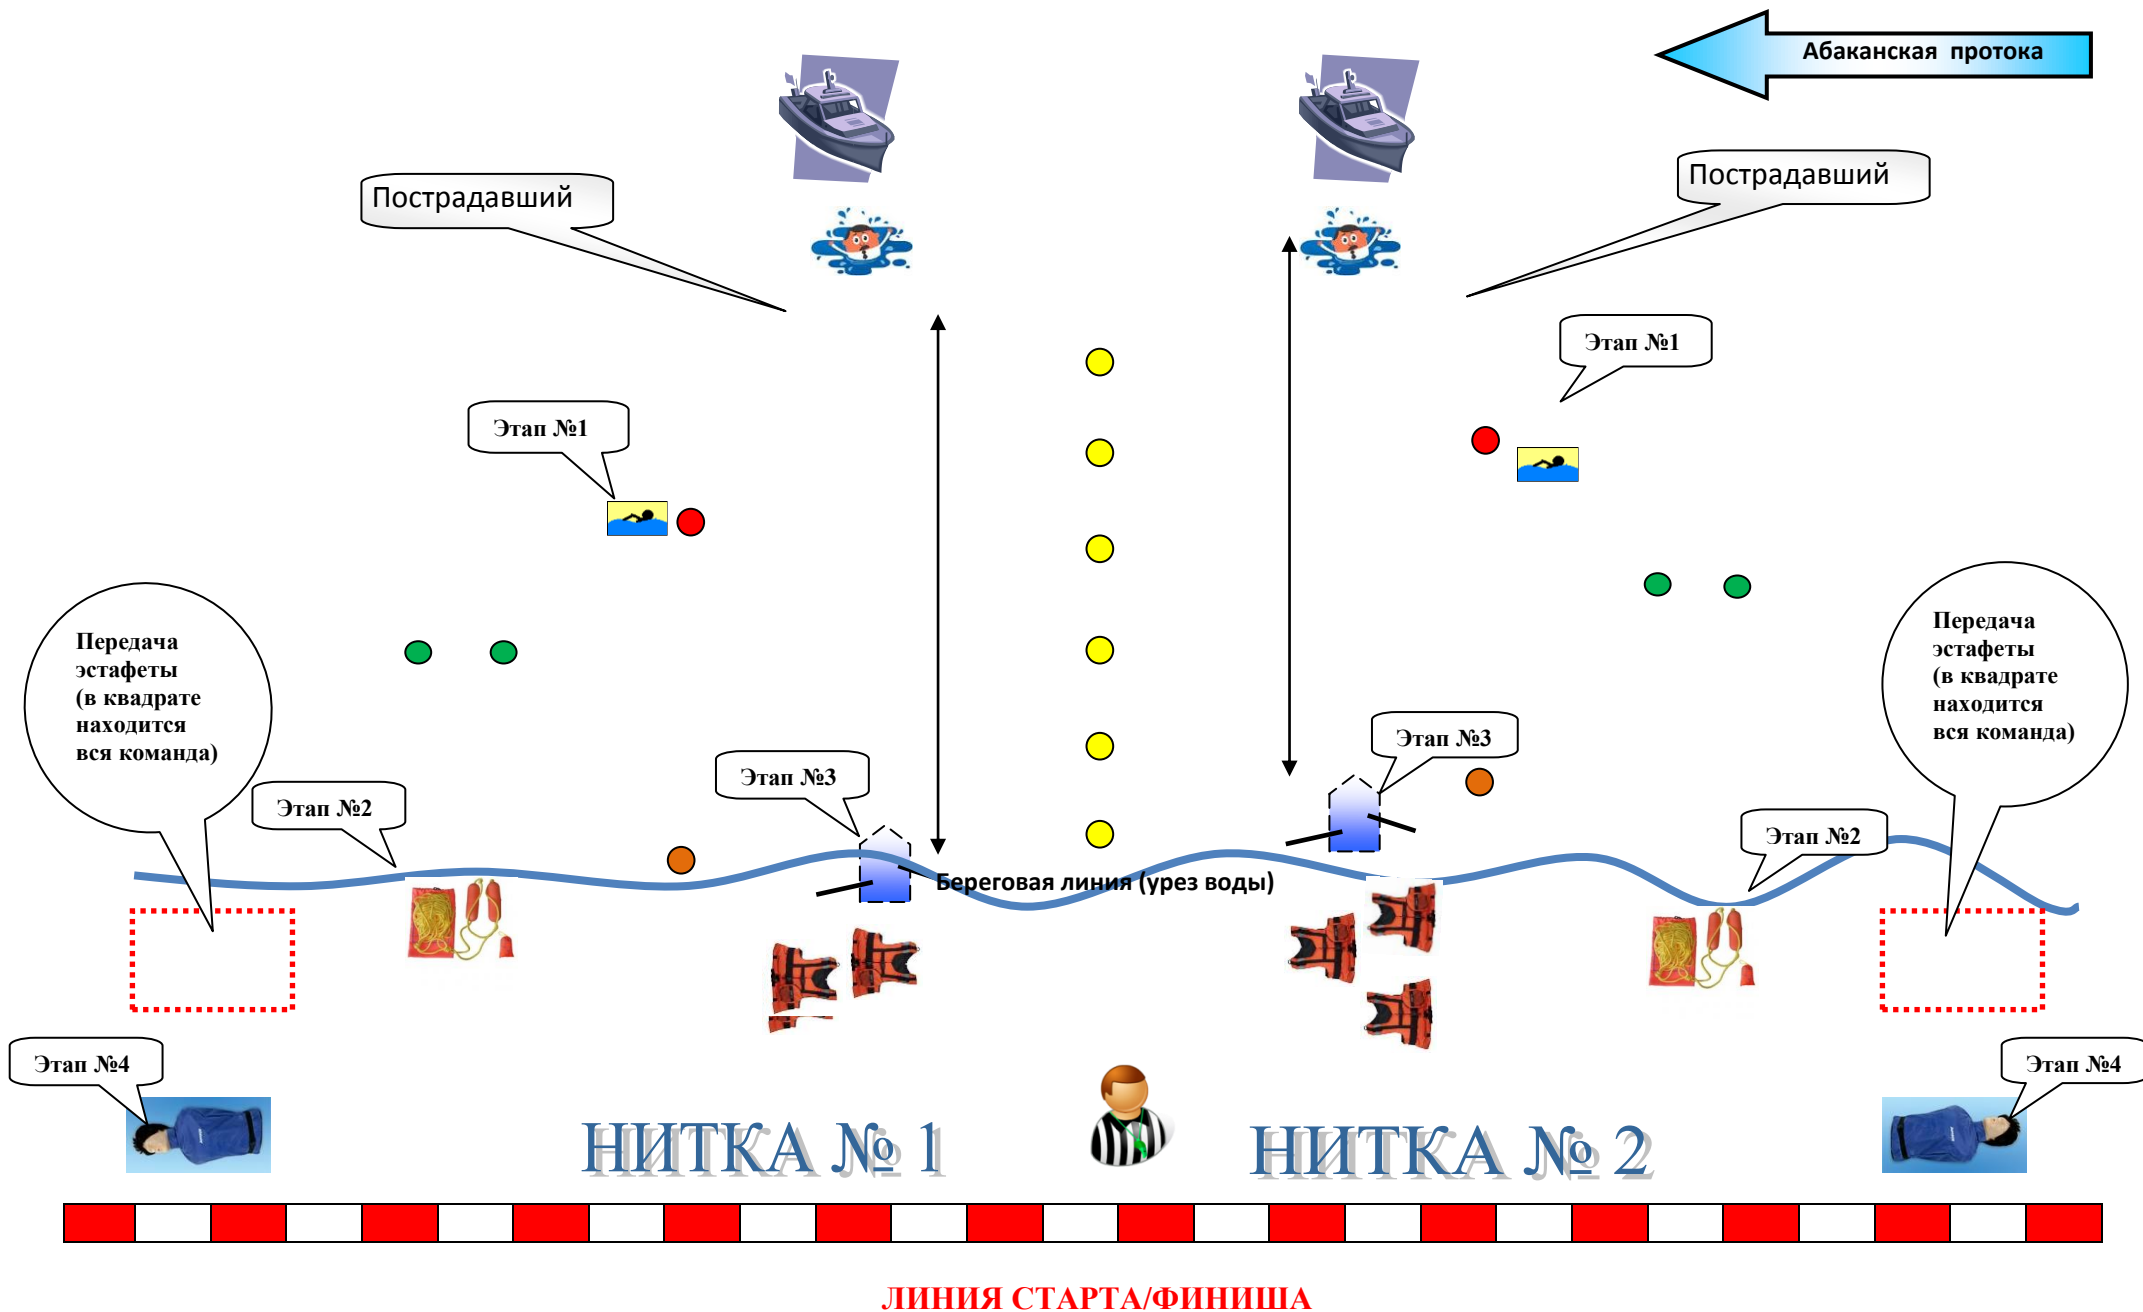 Абаканская протока
Пострадавший
Пострадавший
Этап №1
Этап №1
Передача
эстафеты
(в квадрате
находится
вся команда)
Передача
эстафеты
(в квадрате
находится
вся команда)
Этап №3
Этап №3
Этап №2
Этап №2
Береговая линия (урез воды)
Этап №4
Этап №4
НИТКА № 1
НИТКА № 2
ЛИНИЯ СТАРТА/ФИНИША